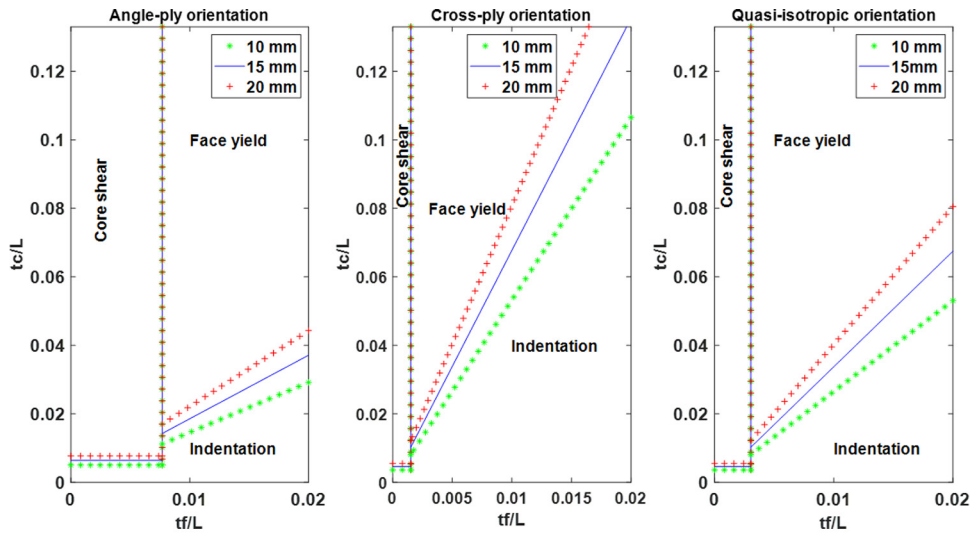 Angle-ply orientation
10 mm
15 mm
20 mm
Face yield
Core shear
Indentation
0.12
0.1
0.08
0.06
0.04
0.02
0
tc/L
0
0.01
0.02
tf/L
Cross-ply orientation
10 mm
15 mm
20 mm
Core shear
Face yield
Indentation
0.12
0.1
0.08
0.06
0.04
0.02
0
tc/L
0
0.005
0.01
0.015
0.02
tf/L
Quasi-isotropic orientation
10 mm
15mm
20 mm
Core shear
Face yield
Indentation
0.12
0.1
0.08
0.06
0.04
0.02
0
tc/L
0
0.01
0.02
tf/L